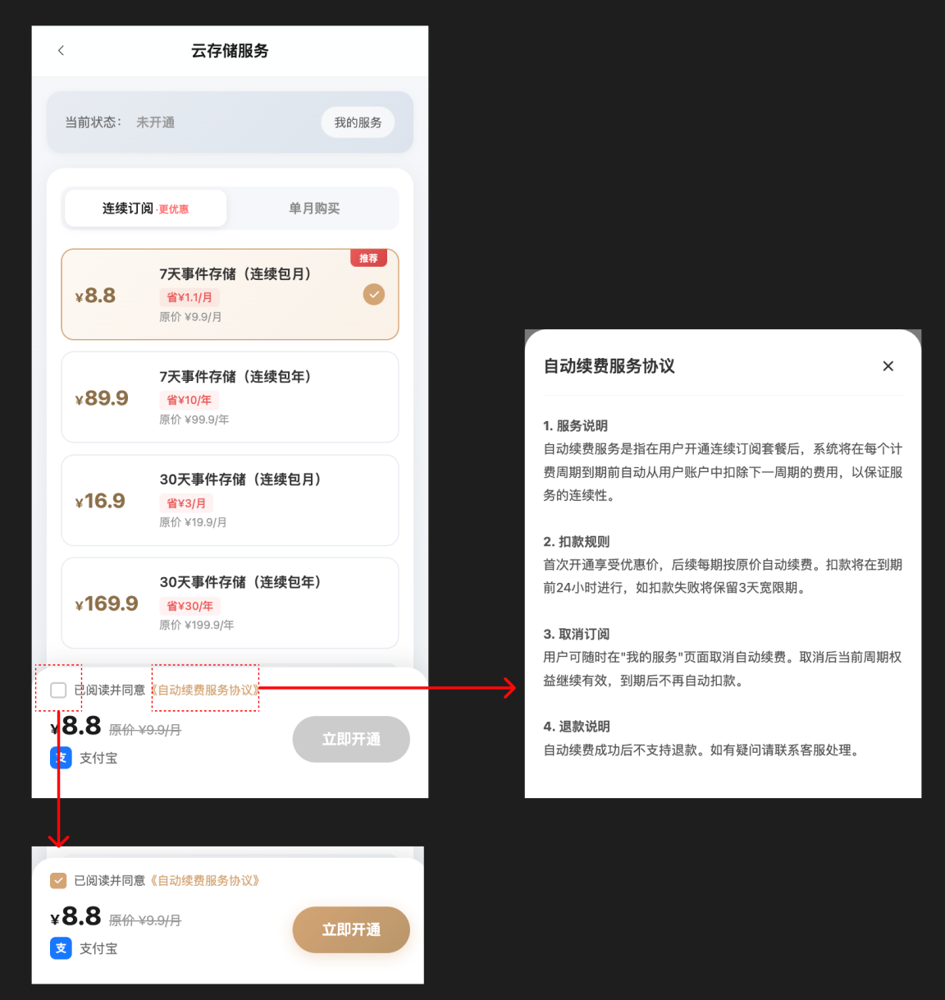 云存储服务
当前状态： 未开通
我的服务
连续订阅 ·更优惠
单月购买
推荐
7天事件存储（连续包月）
¥8.8
省¥1.1/月
原价 ¥9.9/月
7天事件存储（连续包年）
¥89.9
省¥10/年
原价 ¥99.9/年
30天事件存储（连续包月）
¥16.9
省¥3/月
原价 ¥19.9/月
30天事件存储（连续包年）
¥169.9
省¥30/年
原价 ¥199.9/年
已阅读并同意《自动续费服务协议》
¥8.8 原价 ¥9.9/月
立即开通
支 支付宝
自动续费服务协议
1. 服务说明
自动续费服务是指在用户开通连续订阅套餐后，系统将在每个计
费周期到期前自动从用户账户中扣除下一周期的费用，以保证服
务的连续性。
2. 扣款规则
首次开通享受优惠价，后续每期按原价自动续费。扣款将在到期
前24小时进行，如扣款失败将保留3天宽限期。
3. 取消订阅
用户可随时在"我的服务"页面取消自动续费。取消后当前周期权
益继续有效，到期后不再自动扣款。
4. 退款说明
自动续费成功后不支持退款。如有疑问请联系客服处理。
已阅读并同意《自动续费服务协议》
¥8.8 原价 ¥9.9/月
立即开通
支 支付宝